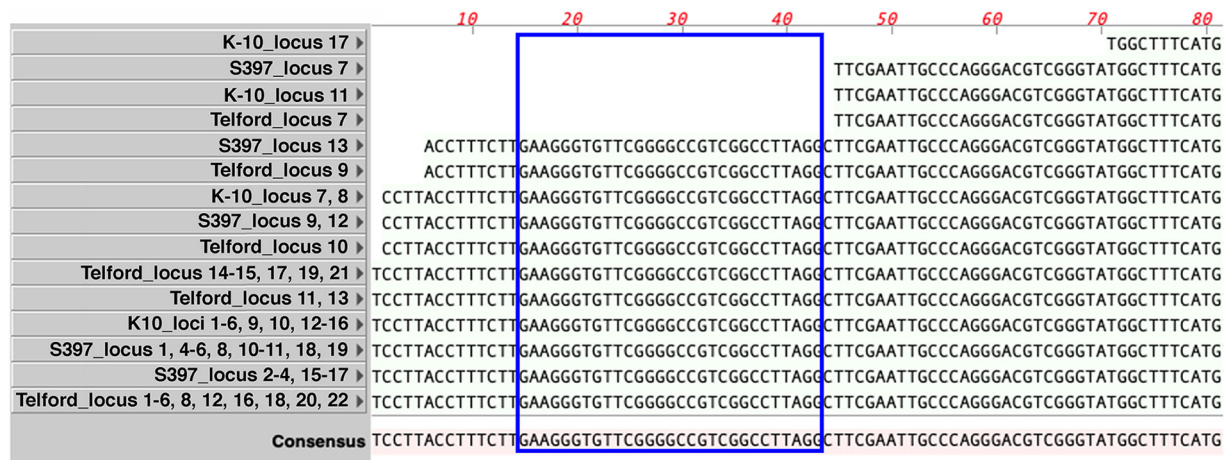 10 20 30 40 50 60 70 80
K-10_locus 17 TGGCTTTCATG
S397_locus 7 TTCGAATTGCCCAGGGACGTCGGGTATGGCTTTCATG
K-10_locus 11 TTCGAATTGCCCAGGGACGTCGGGTATGGCTTTCATG
Telford_locus 7 TTCGAATTGCCCAGGGACGTCGGGTATGGCTTTCATG
S397_locus 13 ACCTTTCTTGAAGGGTGTTCGGGGCCGTCGGCCTTAGGCTTCGAATTGCCCAGGGACGTCGGGTATGGCTTTCATG
Telford_locus 9 ACCTTTCTTGAAGGGTGTTCGGGGCCGTCGGCCTTAGGCTTCGAATTGCCCAGGGACGTCGGGTATGGCTTTCATG
K-10_locus 7, 8 CCTTACCTTTCTTGAAGGGTGTTCGGGGCCGTCGGCCTTAGGCTTCGAATTGCCCAGGGACGTCGGGTATGGCTTTCATG
S397_locus 9, 12 CCTTACCTTTCTTGAAGGGTGTTCGGGGCCGTCGGCCTTAGGCTTCGAATTGCCCAGGGACGTCGGGTATGGCTTTCATG
Telford_locus 10 CCTTACCTTTCTTGAAGGGTGTTCGGGGCCGTCGGCCTTAGGCTTCGAATTGCCCAGGGACGTCGGGTATGGCTTTCATG
Telford_locus 14-15, 17, 19, 21 TCCTTACCTTTCTTGAAGGGTGTTCGGGGCCGTCGGCCTTAGGCTTCGAATTGCCCAGGGACGTCGGGTATGGCTTTCATG
Telford_locus 11, 13 TCCTTACCTTTCTTGAAGGGTGTTCGGGGCCGTCGGCCTTAGGCTTCGAATTGCCCAGGGACGTCGGGTATGGCTTTCATG
K10_loci 1-6, 9, 10, 12-16 TCCTTACCTTTCTTGAAGGGTGTTCGGGGCCGTCGGCCTTAGGCTTCGAATTGCCCAGGGACGTCGGGTATGGCTTTCATG
S397_locus 1, 4-6, 8, 10-11, 18, 19 TCCTTACCTTTCTTGAAGGGTGTTCGGGGCCGTCGGCCTTAGGCTTCGAATTGCCCAGGGACGTCGGGTATGGCTTTCATG
S397_locus 2-4, 15-17 TCCTTACCTTTCTTGAAGGGTGTTCGGGGCCGTCGGCCTTAGGCTTCGAATTGCCCAGGGACGTCGGGTATGGCTTTCATG
Telford_locus 1-6, 8, 12, 16, 18, 20, 22 TCCTTACCTTTCTTGAAGGGTGTTCGGGGCCGTCGGCCTTAGGCTTCGAATTGCCCAGGGACGTCGGGTATGGCTTTCATG
Consensus TCCTTACCTTTCTTGAAGGGTGTTCGGGGCCGTCGGCCTTAGGCTTCGAATTGCCCAGGGACGTCGGGTATGGCTTTCATG